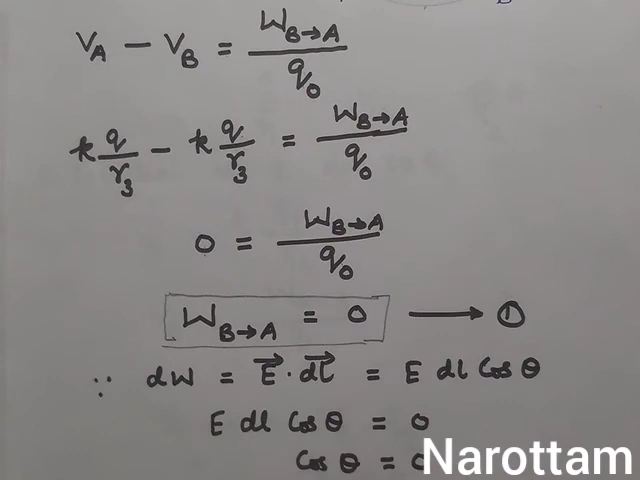 V_A - V_B = W_{B→A} / q_0
k q/r_3 - k q/r_3 = W_{B→A} / q_0
0 = W_{B→A} / q_0
W_{B→A} = 0 → ①
∵ dW = E⃗ · dl⃗ = E dl Cos θ
E dl Cos θ = 0
Cos θ = 0
Narottam